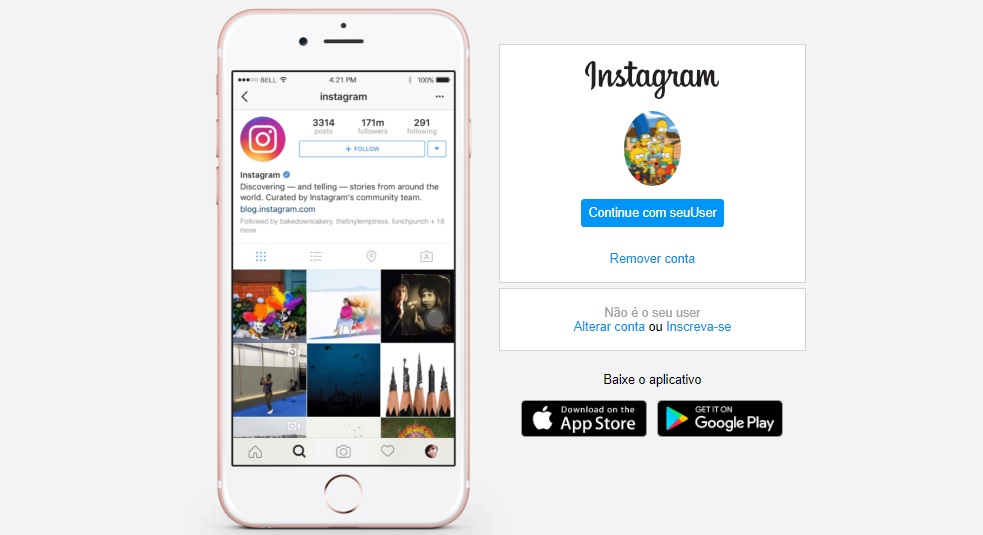 BELL 4:21 PM 100%
instagram
3314 171m 291
posts followers following
+ FOLLOW
Instagram
Discovering — and telling — stories from around the
world. Curated by Instagram's community team.
blog.instagram.com
Followed by bakedowncakery, thetinytemptress, funchpunch + 18
more
Instagram
Continue com seuUser
Remover conta
Não é o seu user
Alterar conta ou Inscreva-se
Baixe o aplicativo
Download on the
App Store
GET IT ON
Google Play